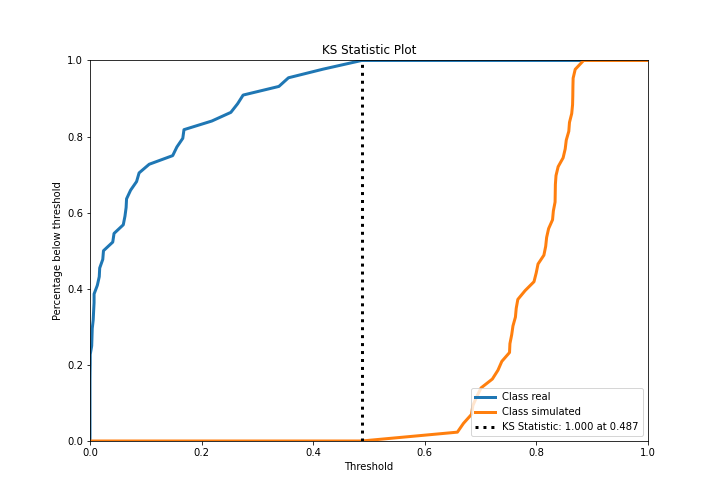 KS Statistic Plot
1.0
0.8
0.6
0.4
0.2
0.0
Percentage below threshold
0.0 0.2 0.4 0.6 0.8 1.0
Threshold
Class real
Class simulated
KS Statistic: 1.000 at 0.487